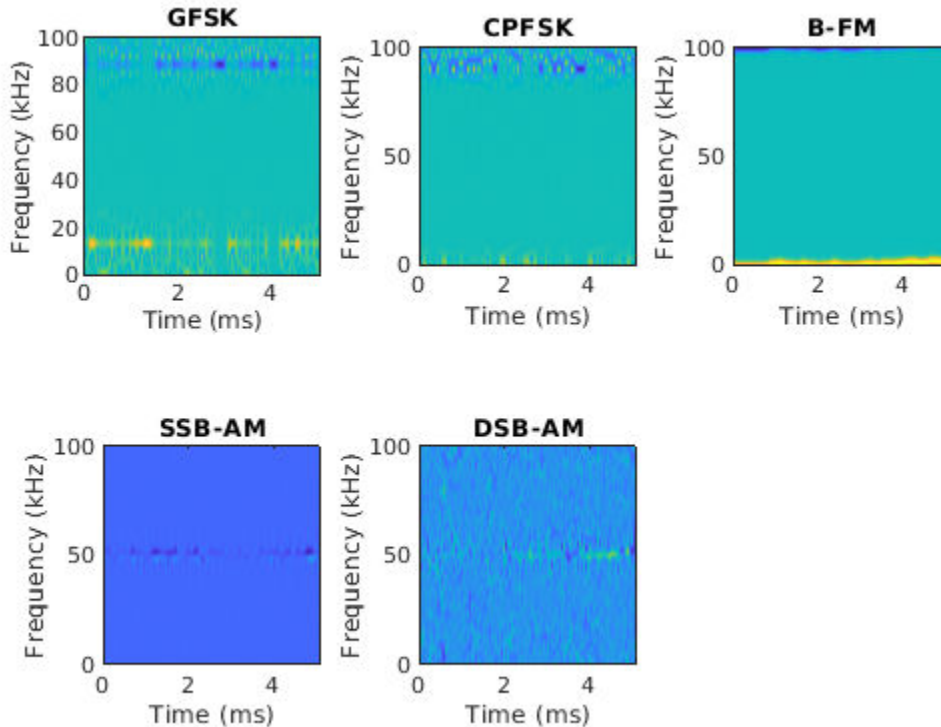 GFSK
100
80
60
40
20
0
Frequency (kHz)
0 2 4
Time (ms)
CPFSK
100
50
0
Frequency (kHz)
0 2 4
Time (ms)
B-FM
100
50
0
Frequency (kHz)
0 2 4
Time (ms)
SSB-AM
100
50
0
Frequency (kHz)
0 2 4
Time (ms)
DSB-AM
100
50
0
Frequency (kHz)
0 2 4
Time (ms)